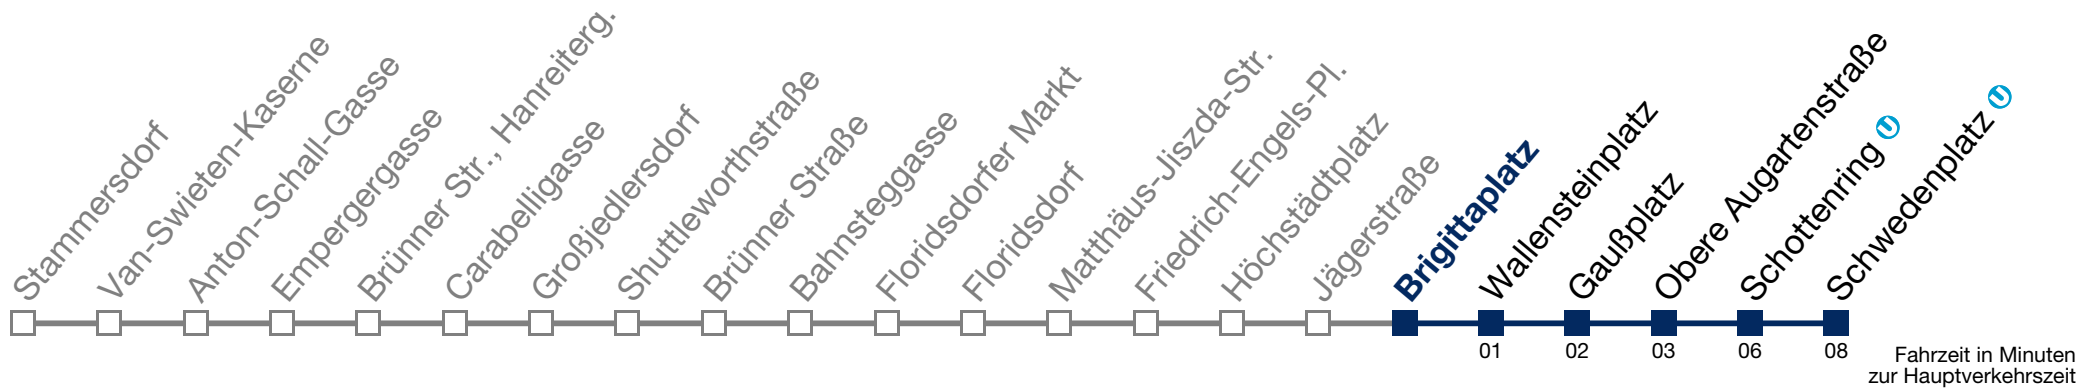 Stammersdorf
Van-Swieten-Kaserne
Anton-Schall-Gasse
Empergergasse
Brünner Str., Hanreiterg.
Carabelligasse
Großjedlersdorf
Shuttleworthstraße
Brünner Straße
Bahnsteggasse
Floridsdorfer Markt
Floridsdorf
Matthäus-Jiszda-Str.
Friedrich-Engels-Pl.
Höchstädtplatz
Jägerstraße
Brigittaplatz
Wallensteinplatz
Gaußplatz
Obere Augartenstraße
Schottenring U
Schwedenplatz U
01 02 03 06 08
Fahrzeit in Minuten
zur Hauptverkehrszeit